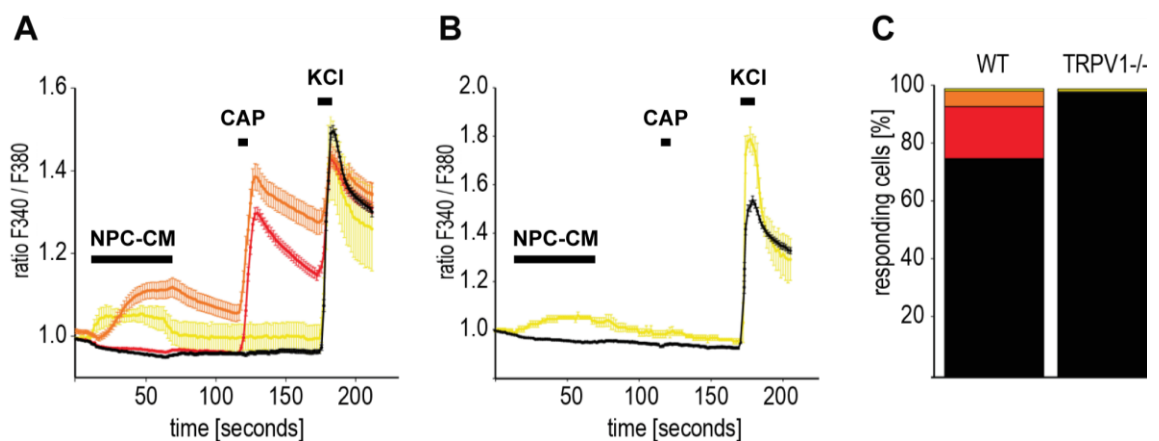 A
1.6
1.4
1.2
1.0
ratio F340 / F380
NPC-CM
CAP
KCl
50
100
150
200
time [seconds]
B
2.0
1.8
1.6
1.4
1.2
1.0
ratio F340 / F380
NPC-CM
CAP
KCl
50
100
150
200
time [seconds]
C
WT
TRPV1-/-
100
80
60
40
20
responding cells [%]